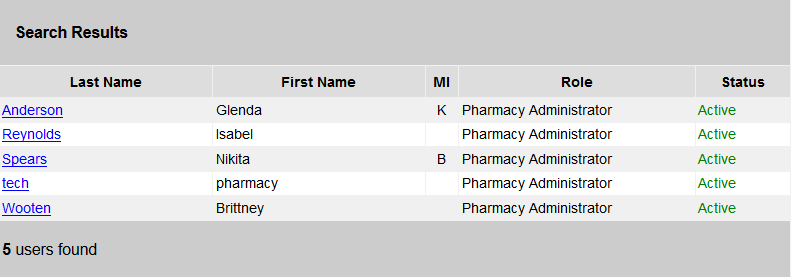 Search Results
Last Name First Name MI Role Status
Anderson Glenda K Pharmacy Administrator Active
Reynolds Isabel Pharmacy Administrator Active
Spears Nikita B Pharmacy Administrator Active
tech pharmacy Pharmacy Administrator Active
Wooten Brittney Pharmacy Administrator Active
5 users found